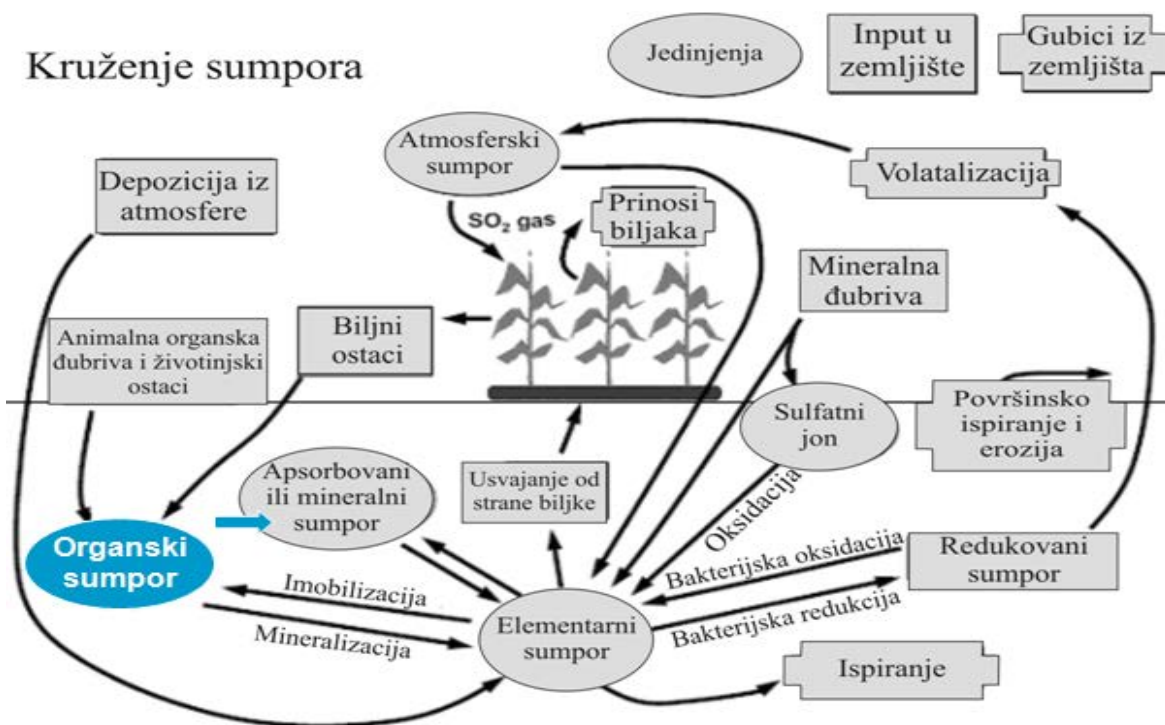 Kruženje sumpora
Jedinjenja
Input u
zemljište
Gubici iz
zemljišta
Atmosferski
sumpor
Depozicija iz
atmosfere
SO₂ gas
Prinosi
biljaka
Volatalizacija
Mineralna
đubriva
Animalna organska
đubriva i životinjski
ostaci
Biljni
ostaci
Sulfatni
jon
Površinsko
ispiranje i
erozija
Apsorbovani
ili mineralni
sumpor
Usvajanje od
strane biljke
Oksidacija
Organski
sumpor
Bakterijska oksidacija
Redukovani
sumpor
Imobilizacija
Mineralizacija
Elementarni
sumpor
Bakterijska redukcija
Ispiranje